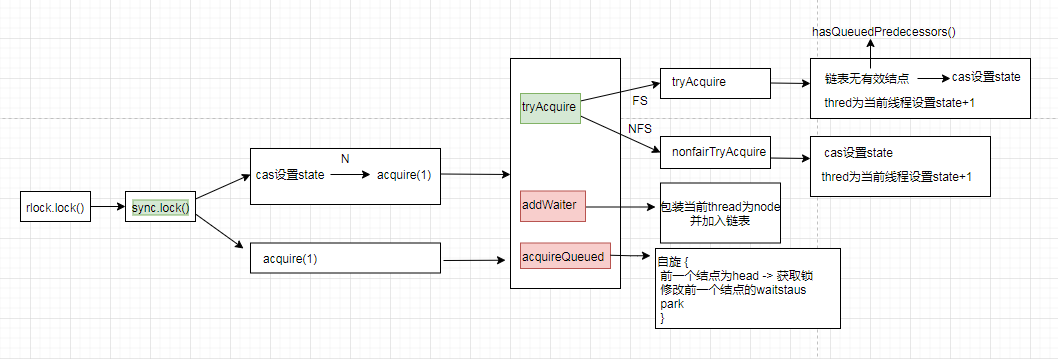 rlock.lock()
sync.lock()
N
cas设置state
acquire(1)
acquire(1)
tryAcquire
addWaiter
acquireQueued
FS
NFS
tryAcquire
nonfairTryAcquire
hasQueuedPredecessors()
链表无有效结点
cas设置state
thred为当前线程设置state+1
cas设置state
thred为当前线程设置state+1
包装当前thread为node
并加入链表
自旋 {
前一个结点为head -> 获取锁
修改前一个结点的waitstaus
park
}